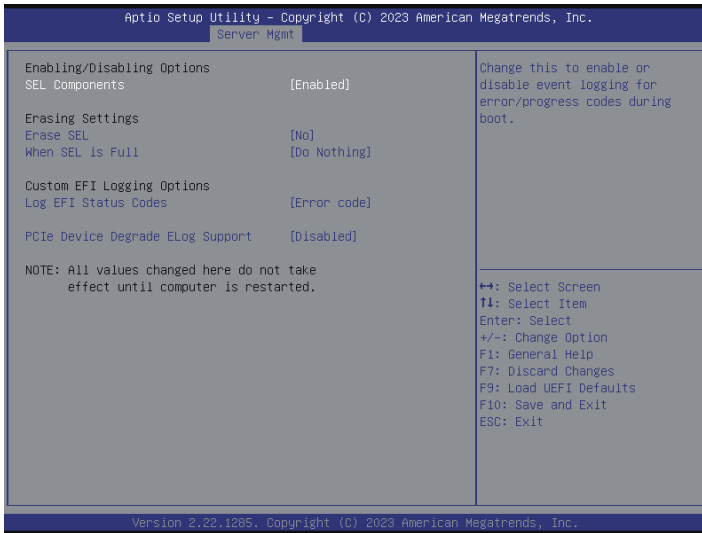 Aptio Setup Utility – Copyright (C) 2023 American Megatrends, Inc.
Server Mgmt
Enabling/Disabling Options
SEL Components [Enabled]
Erasing Settings
Erase SEL [No]
When SEL is Full [Do Nothing]
Custom EFI Logging Options
Log EFI Status Codes [Error code]
PCIe Device Degrade ELog Support [Disabled]
NOTE: All values changed here do not take
effect until computer is restarted.
Change this to enable or
disable event logging for
error/progress codes during
boot.
↔: Select Screen
↑↓: Select Item
Enter: Select
+/-: Change Option
F1: General Help
F7: Discard Changes
F9: Load UEFI Defaults
F10: Save and Exit
ESC: Exit
Version 2.22.1285. Copyright (C) 2023 American Megatrends, Inc.